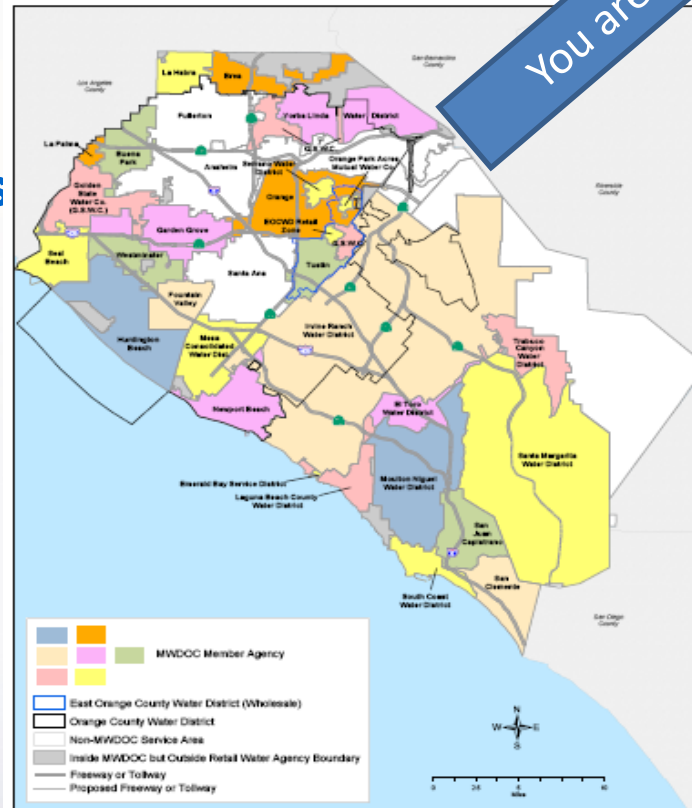 You are
San Bernardino
County
Los Angeles
County
La Habra
Brea
Fullerton
Yorba Linda
Water District
La Palma
Buena
Park
Anaheim
G.S.W.C.
Serrano Water
District
Orange Park Acres
Mutual Water Co.
Riverside
County
Golden
State
Water Co.
(G.S.W.C.)
Orange
EOCWD Retail
Zone
G.S.W.C.
Garden Grove
Seal
Beach
Westminster
Santa Ana
Tustin
Fountain
Valley
Huntington
Beach
Mesa
Consolidated
Water Dist.
Irvine Ranch
Water District
Trabuco
Canyon
Water
District
Newport Beach
El Toro
Water District
Santa Margarita
Water District
Emerald Bay Service District
Laguna Beach County
Water District
Moulton Niguel
Water District
San
Juan
Capistrano
San
Clemente
South Coast
Water District
San Diego
County
MWDOC Member Agency
East Orange County Water District (Wholesale)
Orange County Water District
Non-MWDOC Service Area
Inside MWDOC but Outside Retail Water Agency Boundary
Freeway or Tollway
Proposed Freeway or Tollway
N
W E
S
0 2.5 5 10
Miles